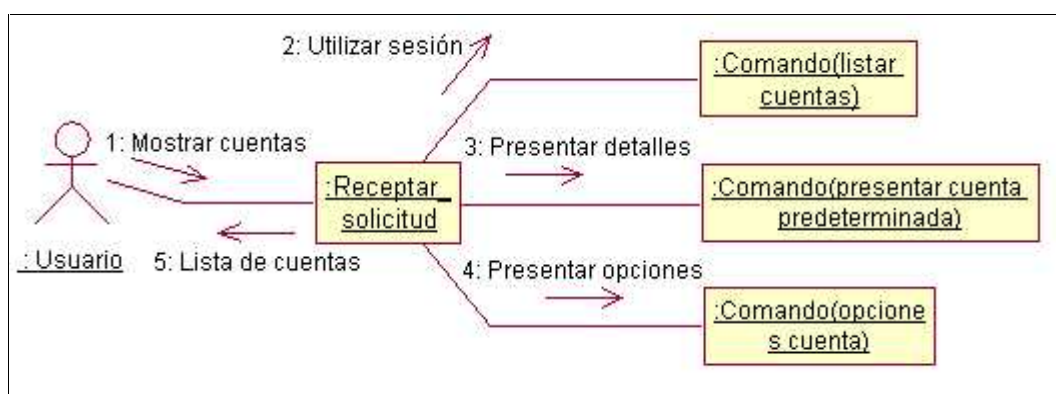 2: Utilizar sesión
:Comando(listar
cuentas)
1: Mostrar cuentas
3: Presentar detalles
:Receptar_
solicitud
:Comando(presentar cuenta
predeterminada)
: Usuario
5: Lista de cuentas
4: Presentar opciones
:Comando(opcione
s cuenta)